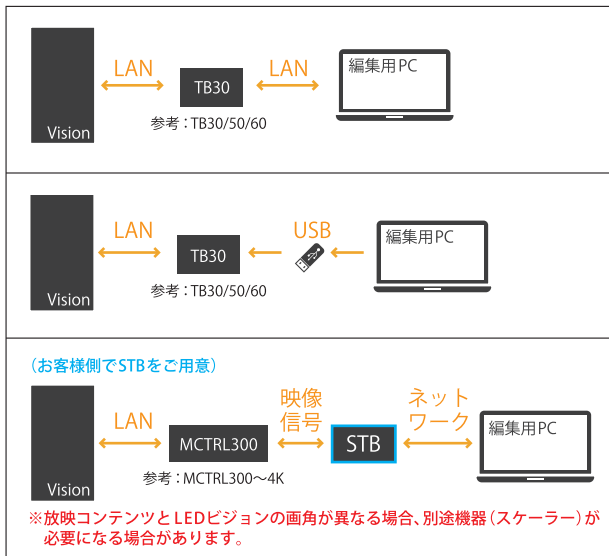 LAN
LAN
編集用PC
TB30
Vision
参考：TB30/50/60
LAN
USB
編集用PC
TB30
参考：TB30/50/60
Vision
（お客様側でSTBをご用意）
LAN
映像
信号
ネット
ワーク
編集用PC
MCTRL300
STB
参考：MCTRL300〜4K
Vision
※放映コンテンツとLEDビジョンの画角が異なる場合、別途機器（スケーラー）が
必要になる場合があります。